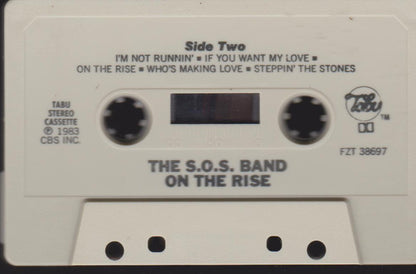 Side Two
I'M NOT RUNNIN' ▪ IF YOU WANT MY LOVE ▪
ON THE RISE ▪ WHO'S MAKING LOVE ▪ STEPPIN' THE STONES
TABU
STEREO
CASSETTE
℗ 1983
CBS INC.
Tabu
TM
FZT 38697
THE S.O.S. BAND
ON THE RISE